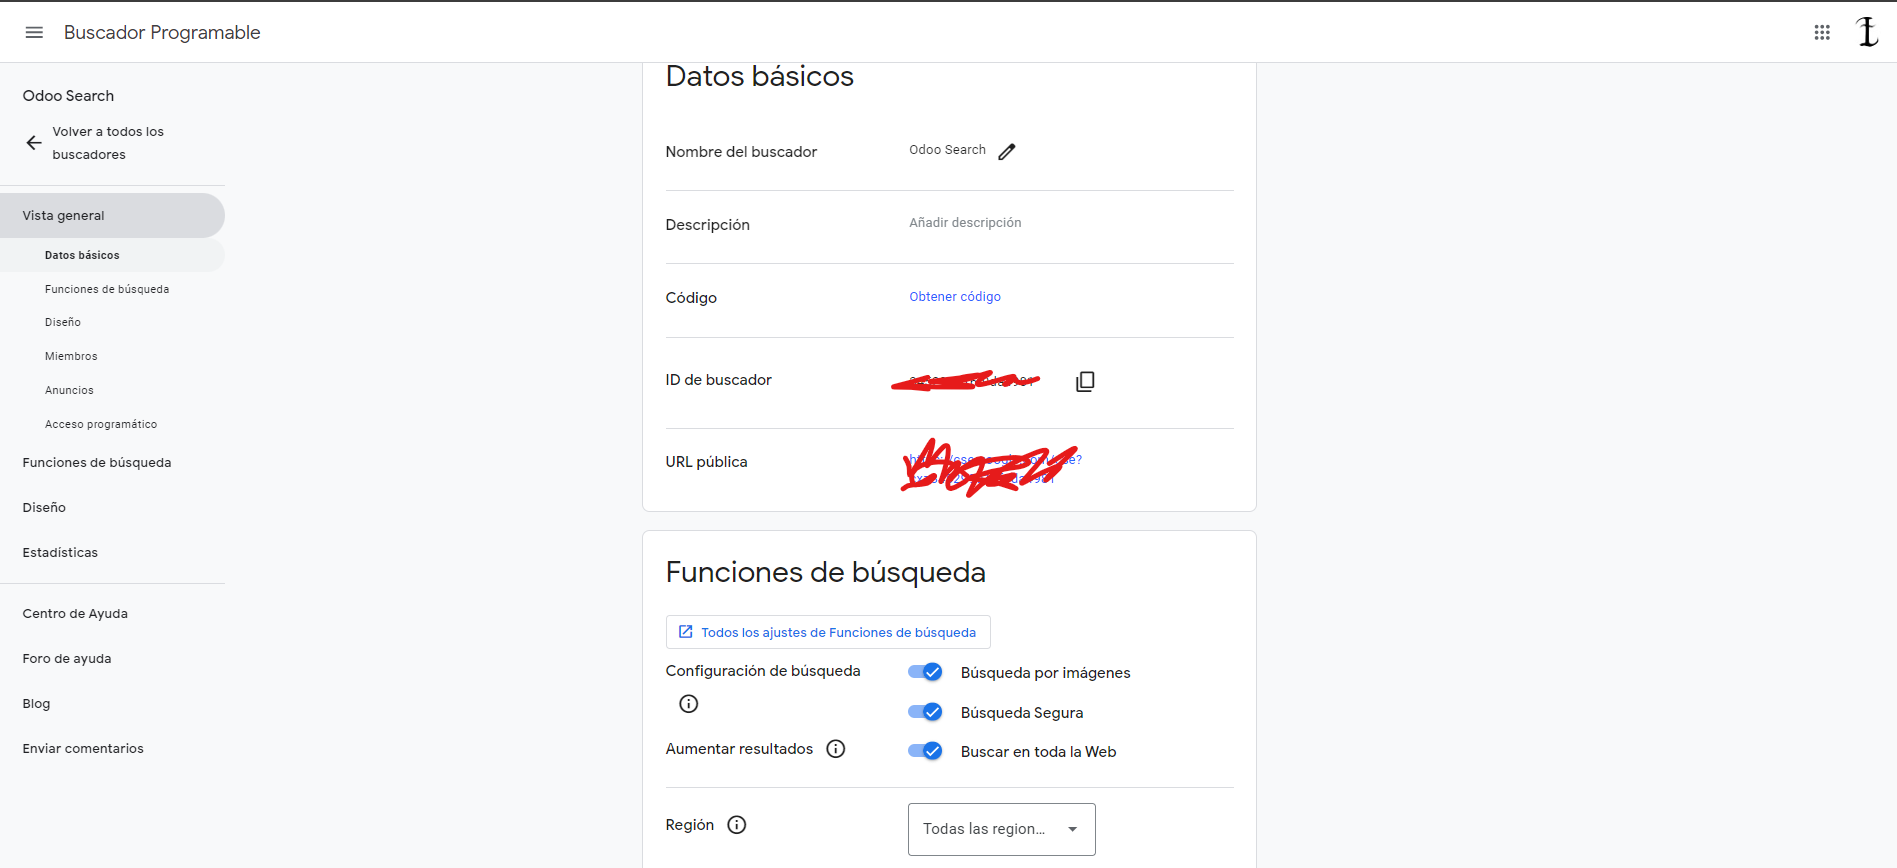 Buscador Programable
Odoo Search
Volver a todos los
buscadores
Vista general
Datos básicos
Funciones de búsqueda
Diseño
Miembros
Anuncios
Acceso programático
Funciones de búsqueda
Diseño
Estadísticas
Centro de Ayuda
Foro de ayuda
Blog
Enviar comentarios
Datos básicos
Nombre del buscador
Odoo Search
Descripción
Añadir descripción
Código
Obtener código
ID de buscador
URL pública
Funciones de búsqueda
Todos los ajustes de Funciones de búsqueda
Configuración de búsqueda
Búsqueda por imágenes
Búsqueda Segura
Aumentar resultados
Buscar en toda la Web
Región
Todas las region...